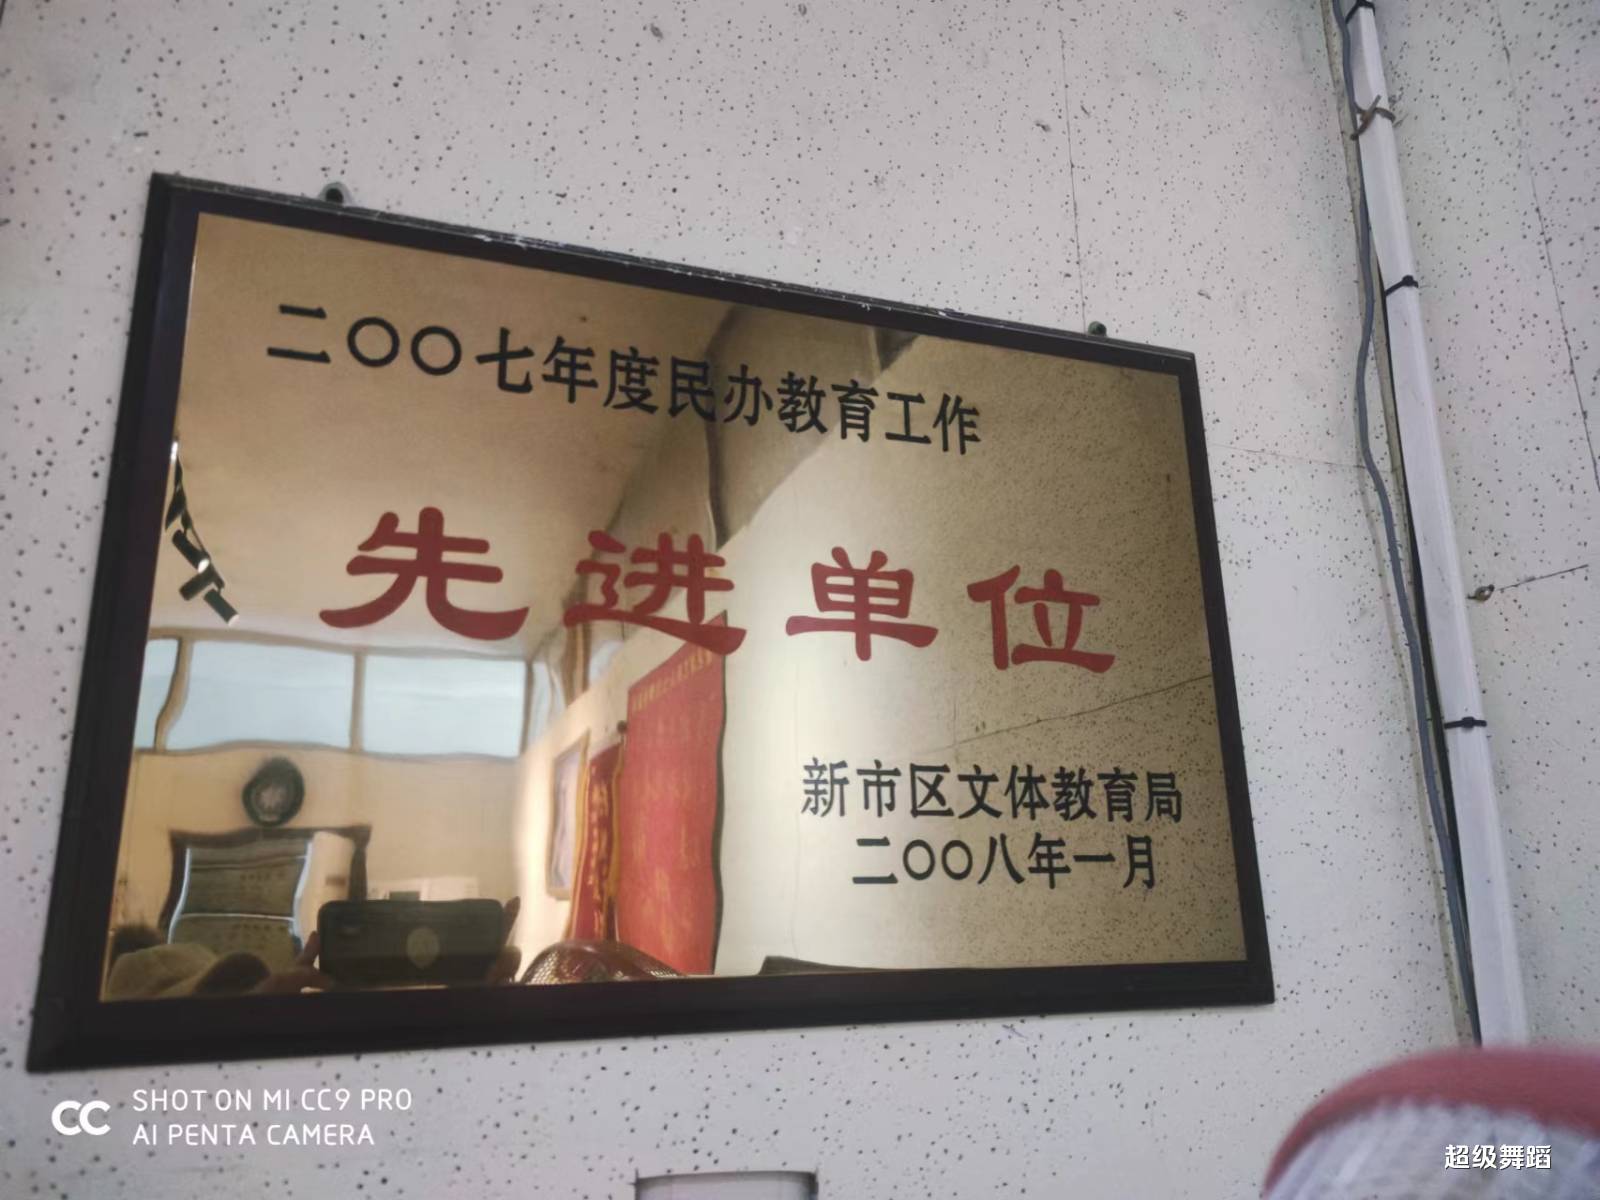 二〇〇七年度民办教育工作
先进单位
新市区文体教育局
二〇〇八年一月
SHOT ON MI CC9 PRO
AI PENTA CAMERA
超级舞蹈